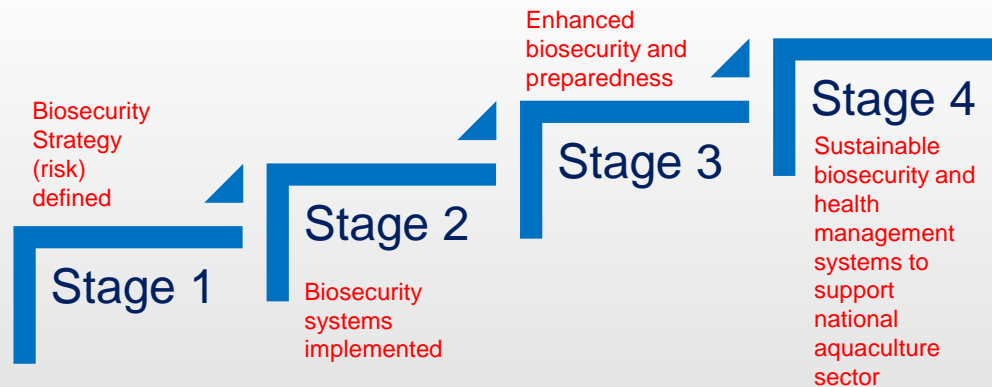 Biosecurity
Strategy
(risk)
defined
Stage 1
Stage 2
Biosecurity
systems
implemented
Enhanced
biosecurity and
preparedness
Stage 3
Stage 4
Sustainable
biosecurity and
health
management
systems to
support
national
aquaculture
sector